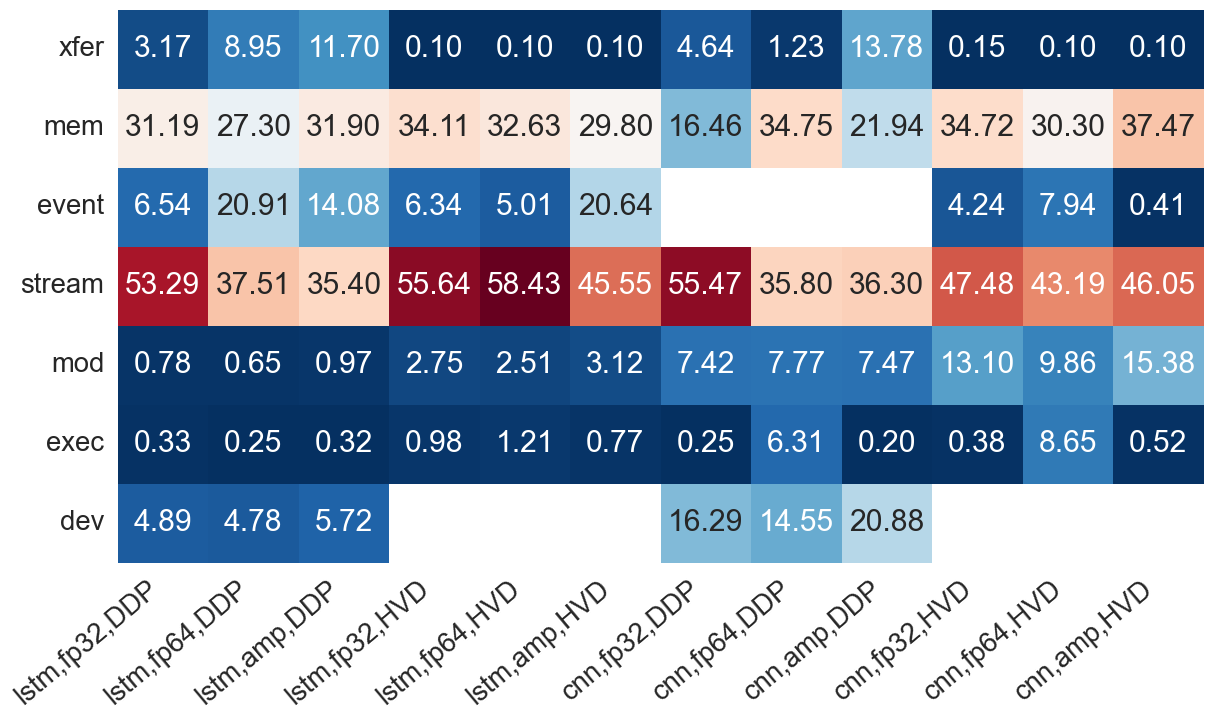 xfer 3.17 8.95 11.70 0.10 0.10 0.10 4.64 1.23 13.78 0.15 0.10 0.10
mem 31.19 27.30 31.90 34.11 32.63 29.80 16.46 34.75 21.94 34.72 30.30 37.47
event 6.54 20.91 14.08 6.34 5.01 20.64 4.24 7.94 0.41
stream 53.29 37.51 35.40 55.64 58.43 45.55 55.47 35.80 36.30 47.48 43.19 46.05
mod 0.78 0.65 0.97 2.75 2.51 3.12 7.42 7.77 7.47 13.10 9.86 15.38
exec 0.33 0.25 0.32 0.98 1.21 0.77 0.25 6.31 0.20 0.38 8.65 0.52
dev 4.89 4.78 5.72 16.29 14.55 20.88
lstm,fp32,DDP
lstm,fp64,DDP
lstm,amp,DDP
lstm,fp32,HVD
lstm,fp64,HVD
lstm,amp,HVD
cnn,fp32,DDP
cnn,fp64,DDP
cnn,amp,DDP
cnn,fp32,HVD
cnn,fp64,HVD
cnn,amp,HVD